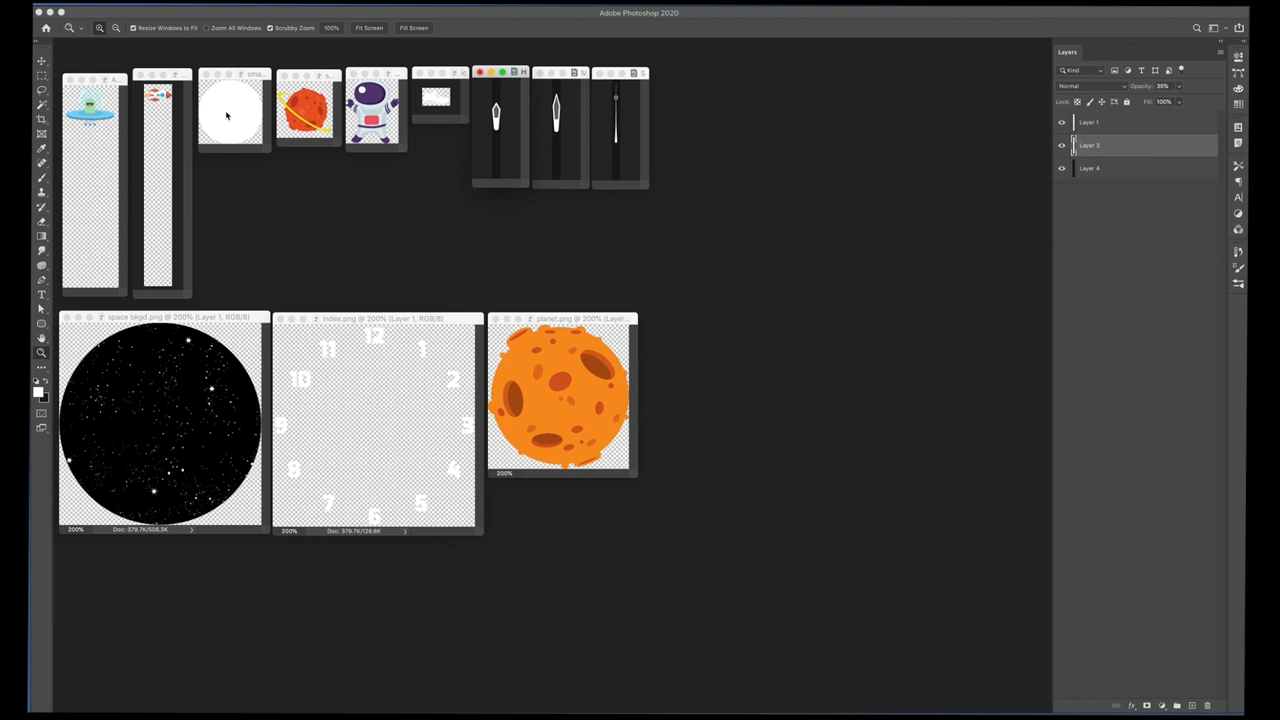 Adobe Photoshop 2020
Resize Windows to Fit Zoom All Windows Scrubby Zoom 100% Fit Screen Fill Screen
A...
...
sma...
s...
...
ic
H
M
S
space bkgd.png @ 200% (Layer 1, RGB/8)
200% Doc: 379.7K/506.3K
Index.png @ 200% (Layer 1, RGB/8)
12
11 1
10 2
9 3
8 4
7 5
6
200% Doc: 379.7K/126.6K
planet.png @ 200% (Layer...
200%
Layers
Kind
Normal Opacity: 35%
Lock: Fill: 100%
Layer 1
Layer 3
Layer 4